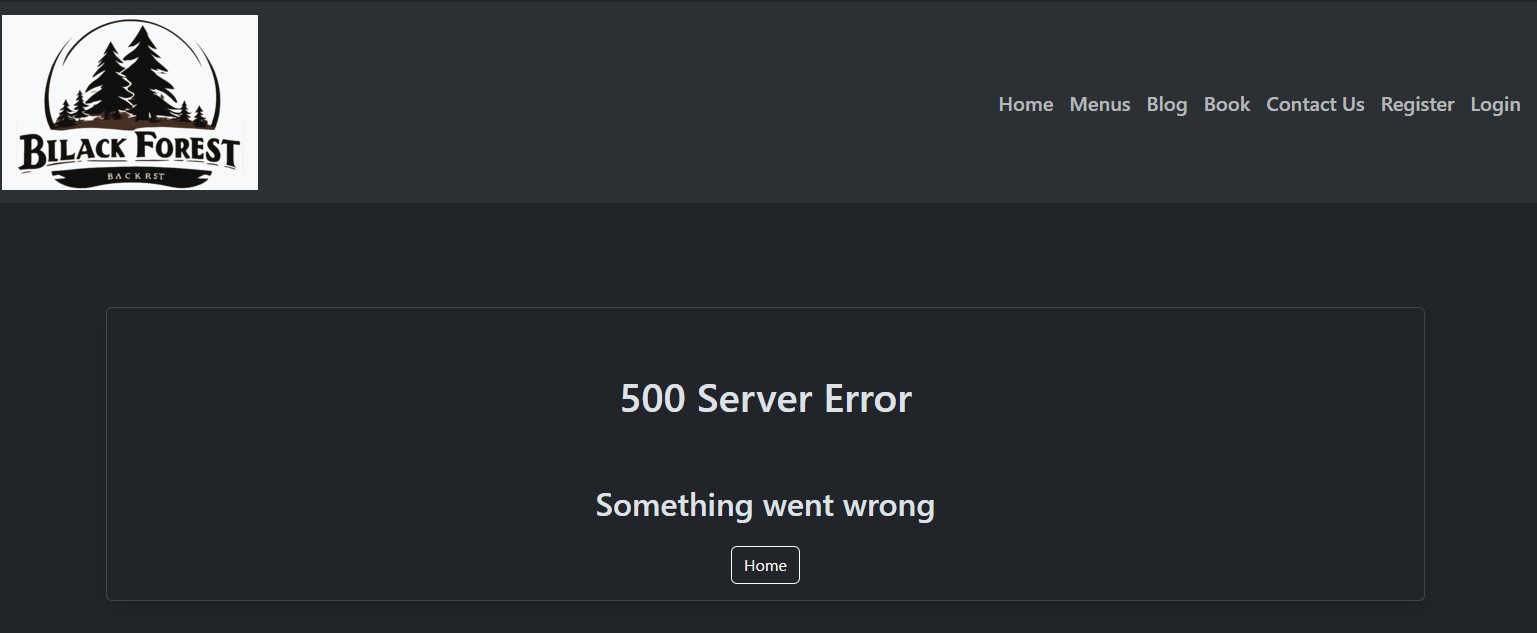 BILACK FOREST
BACKRST
Home Menus Blog Book Contact Us Register Login
500 Server Error
Something went wrong
Home